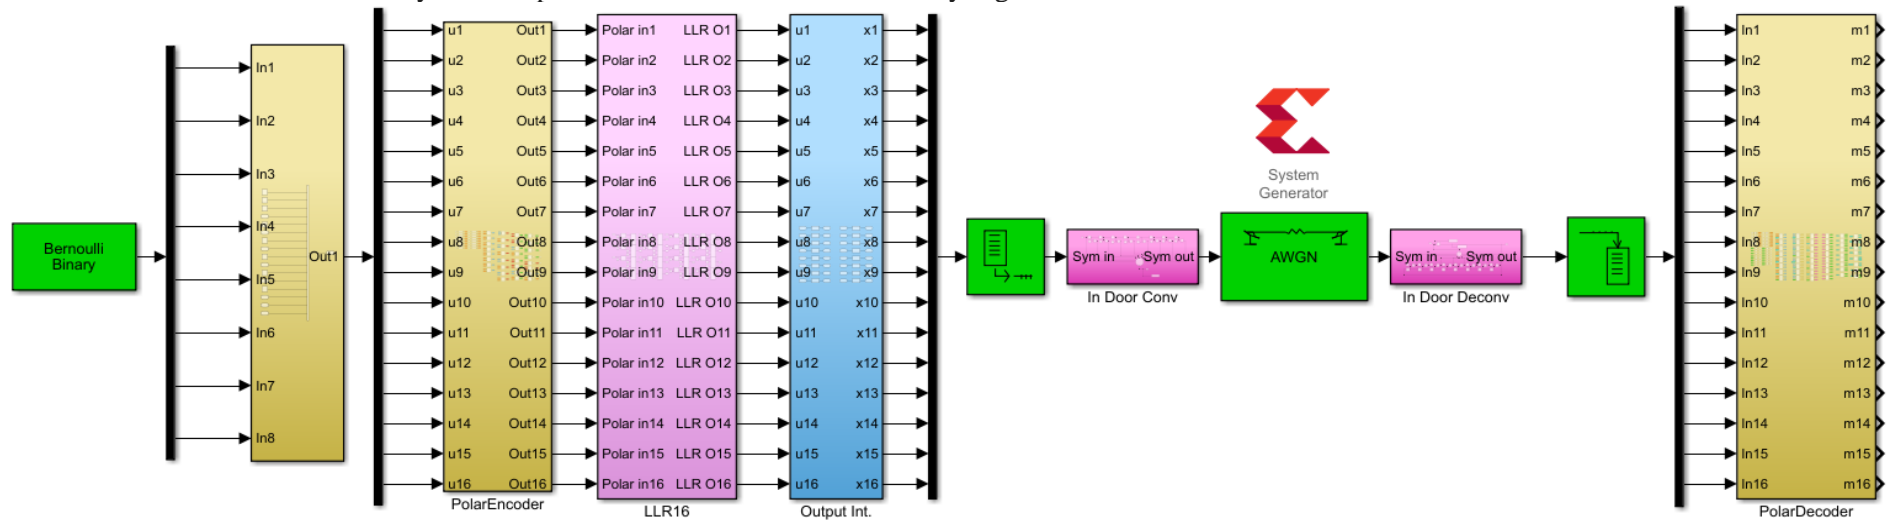 Bernoulli
Binary
In1
In2
In3
In4
In5
In6
In7
In8
Out1
u1 Out1
u2 Out2
u3 Out3
u4 Out4
u5 Out5
u6 Out6
u7 Out7
u8 Out8
u9 Out9
u10 Out10
u11 Out11
u12 Out12
u13 Out13
u14 Out14
u15 Out15
u16 Out16
PolarEncoder
Polar in1 LLR O1
Polar in2 LLR O2
Polar in3 LLR O3
Polar in4 LLR O4
Polar in5 LLR O5
Polar in6 LLR O6
Polar in7 LLR O7
Polar in8 LLR O8
Polar in9 LLR O9
Polar in10 LLR O10
Polar in11 LLR O11
Polar in12 LLR O12
Polar in13 LLR O13
Polar in14 LLR O14
Polar in15 LLR O15
Polar in16 LLR O16
LLR16
u1 x1
u2 x2
u3 x3
u4 x4
u5 x5
u6 x6
u7 x7
u8 x8
u9 x9
u10 x10
u11 x11
u12 x12
u13 x13
u14 x14
u15 x15
u16 x16
Output Int.
Sym in Sym out
In Door Conv
System
Generator
AWGN
Sym in Sym out
In Door Deconv
In1 m1
In2 m2
In3 m3
In4 m4
In5 m5
In6 m6
In7 m7
In8 m8
In9 m9
In10 m10
In11 m11
In12 m12
In13 m13
In14 m14
In15 m15
In16 m16
PolarDecoder